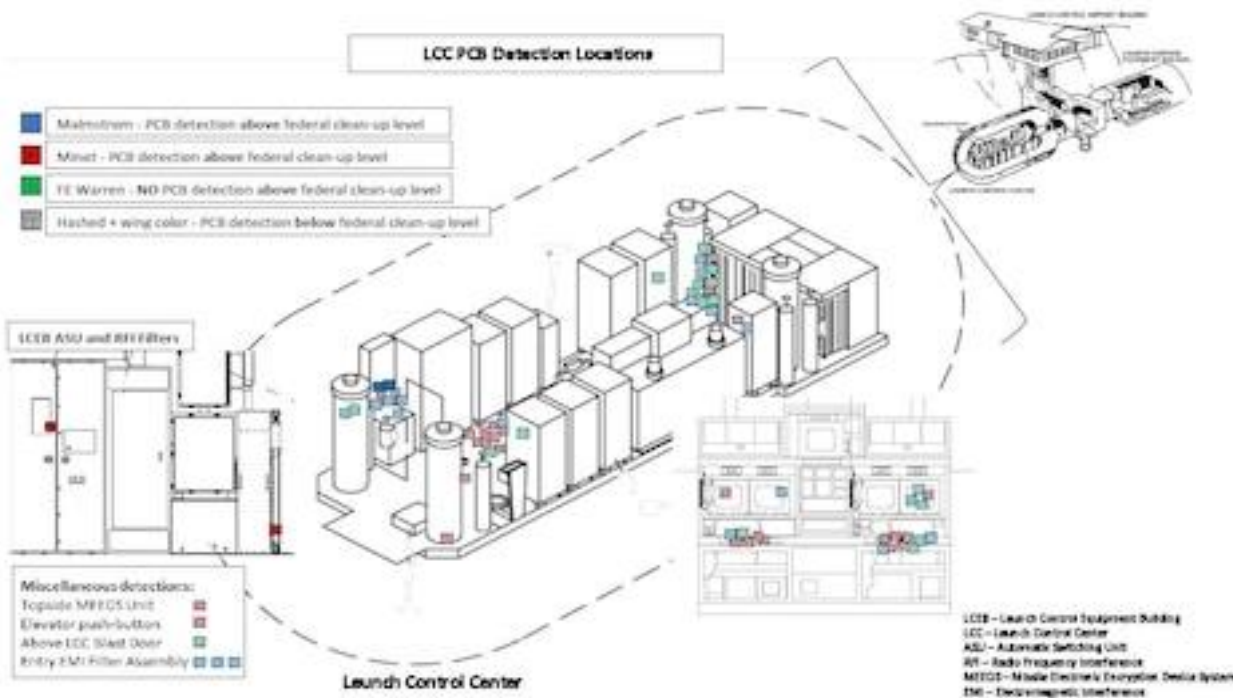 LCC PCB Detection Locations
Malmstrom - PCB detection above federal clean-up level
Minot - PCB detection above federal clean-up level
FE Warren - NO PCB detection above federal clean-up level
Hashed + wing color - PCB detection below federal clean-up level
LCEB ASU and RFI Filters
Miscellaneous detections:
Topside MEEGS Unit
Elevator push-button
Above LCC Blast Door
Entry EMI Filter Assembly
Launch Control Center
LCEB – Launch Control Equipment Building
LCC – Launch Control Center
ASU – Automatic Switching Unit
RFI – Radio Frequency Interference
MEEGS – Missile Electronic Encryption Device System
EMI – Electromagnetic Interference